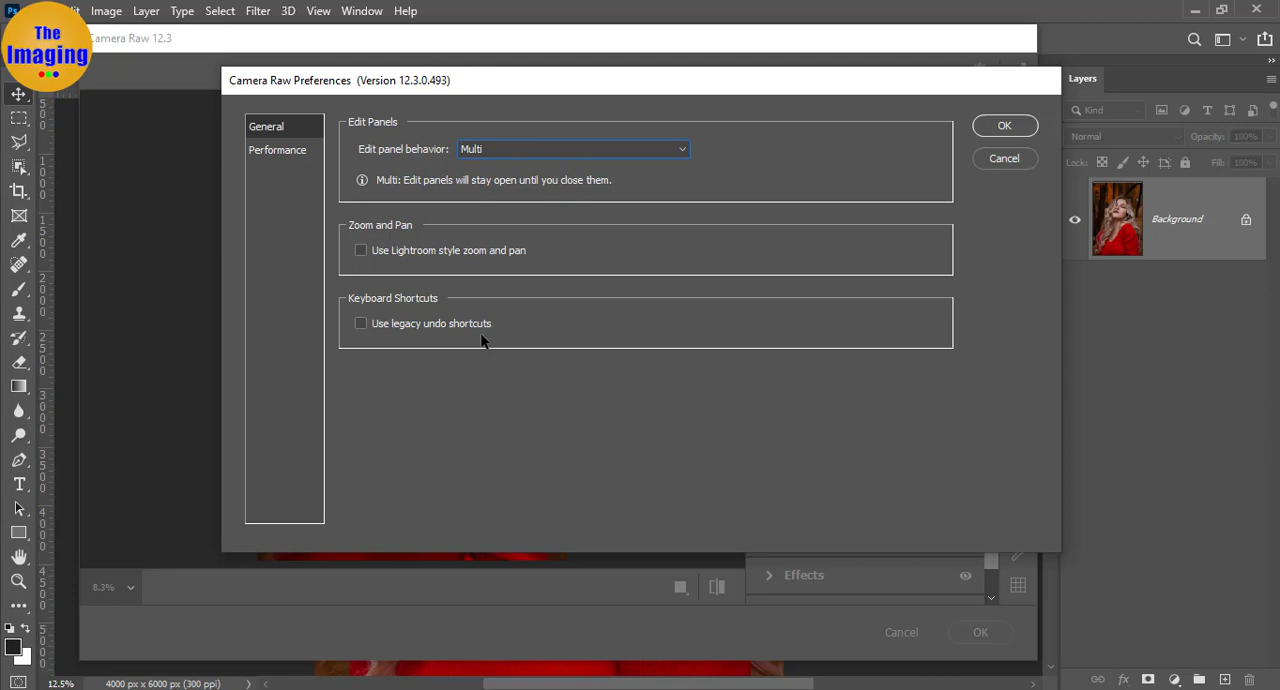 Ps
Edit Image Layer Type Select Filter 3D View Window Help
The
Imaging
Camera Raw 12.3
Camera Raw Preferences (Version 12.3.0.493)
General
Performance
Edit Panels
Edit panel behavior: Multi
Multi: Edit panels will stay open until you close them.
Zoom and Pan
Use Lightroom style zoom and pan
Keyboard Shortcuts
Use legacy undo shortcuts
OK
Cancel
Layers
Kind
Normal Opacity: 100%
Lock: Fill: 100%
Background
8.3%
Effects
Cancel OK
12.5% 4000 px x 6000 px (300 ppi)